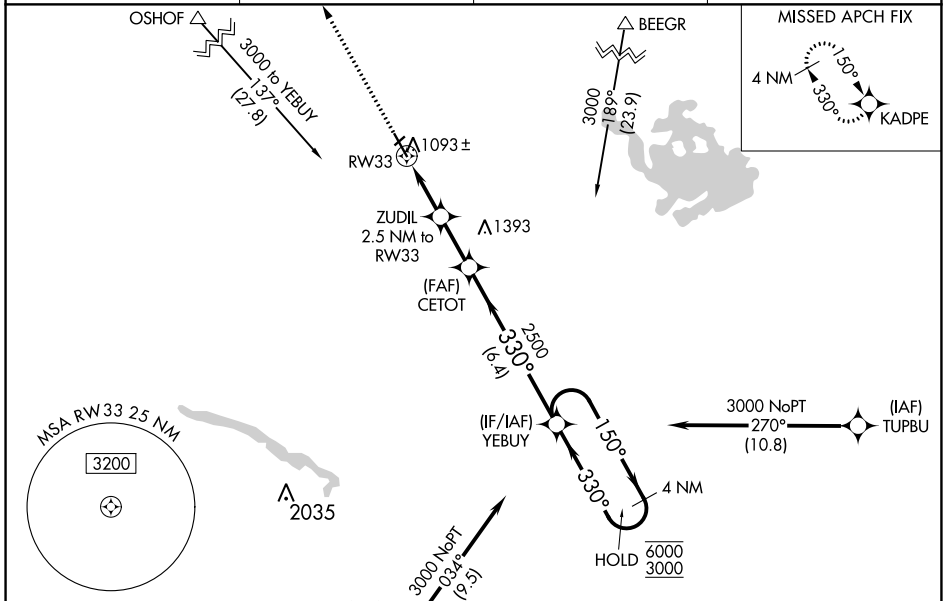 OSHOF
3000 to YEBUY
137°
(27.8)
BEEGR
3000
189°
(23.9)
MISSED APCH FIX
4 NM
150°
330°
KADPE
1093 ±
RW33
ZUDIL
2.5 NM to
RW33
1393
(FAF)
CETOT
2500
330°
(6.4)
(IF/IAF)
YEBUY
150°
330°
4 NM
HOLD
6000
3000
3000 NoPT
270°
(10.8)
(IAF)
TUPBU
MSA RW33 25 NM
3200
2035
3000 NoPT
034°
(9.5)